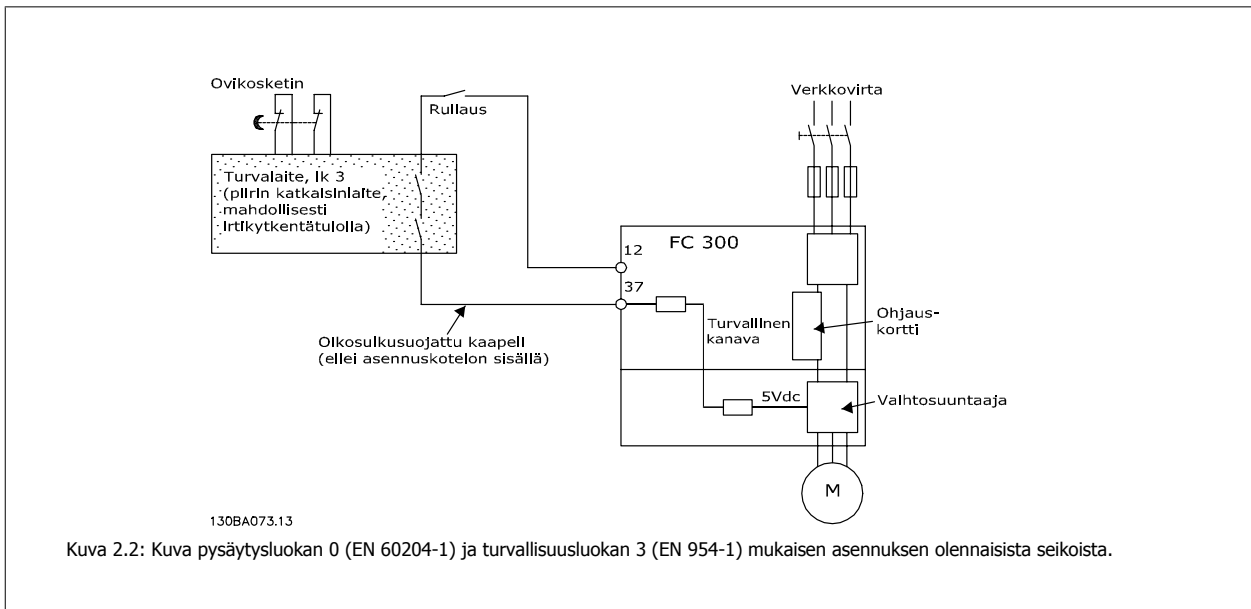 Ovikosketin
Rullaus
Verkkovirta
Turvalaite, lk 3
(piirin katkaisinlaite,
mahdollisesti
irtikytkentätulolla)
12
FC 300
37
Turvallinen
kanava
Ohjaus-
kortti
Oikosulkusuojattu kaapeli
(ellei asennuskotelon sisällä)
5Vdc
Vaihtosuuntaaja
M
130BA073.13
Kuva 2.2: Kuva pysäytysluokan 0 (EN 60204-1) ja turvallisuusluokan 3 (EN 954-1) mukaisen asennuksen olennaisista seikoista.